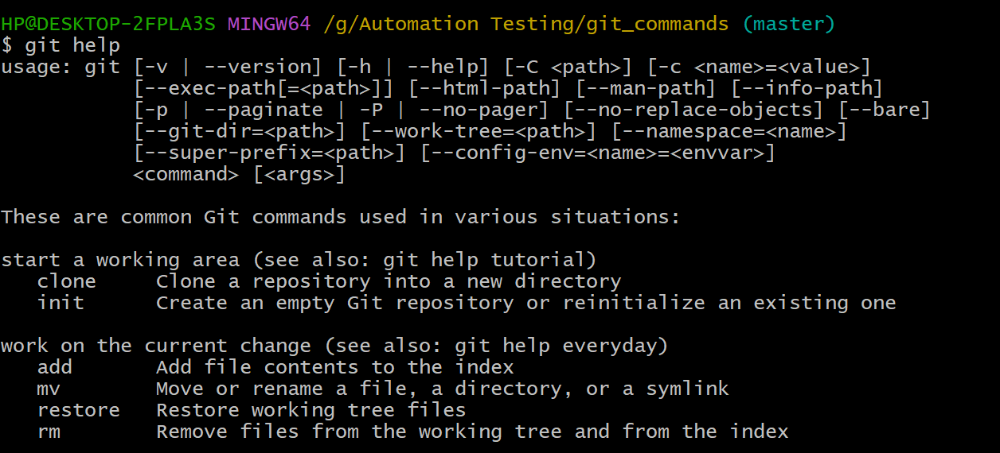 HP@DESKTOP-2FPLA3S MINGW64 /g/Automation Testing/git_commands (master)
$ git help
usage: git [-v | --version] [-h | --help] [-C <path>] [-c <name>=<value>]
           [--exec-path[=<path>]] [--html-path] [--man-path] [--info-path]
           [-p | --paginate | -P | --no-pager] [--no-replace-objects] [--bare]
           [--git-dir=<path>] [--work-tree=<path>] [--namespace=<name>]
           [--super-prefix=<path>] [--config-env=<name>=<envvar>]
           <command> [<args>]

These are common Git commands used in various situations:

start a working area (see also: git help tutorial)
   clone     Clone a repository into a new directory
   init      Create an empty Git repository or reinitialize an existing one

work on the current change (see also: git help everyday)
   add       Add file contents to the index
   mv        Move or rename a file, a directory, or a symlink
   restore   Restore working tree files
   rm        Remove files from the working tree and from the index